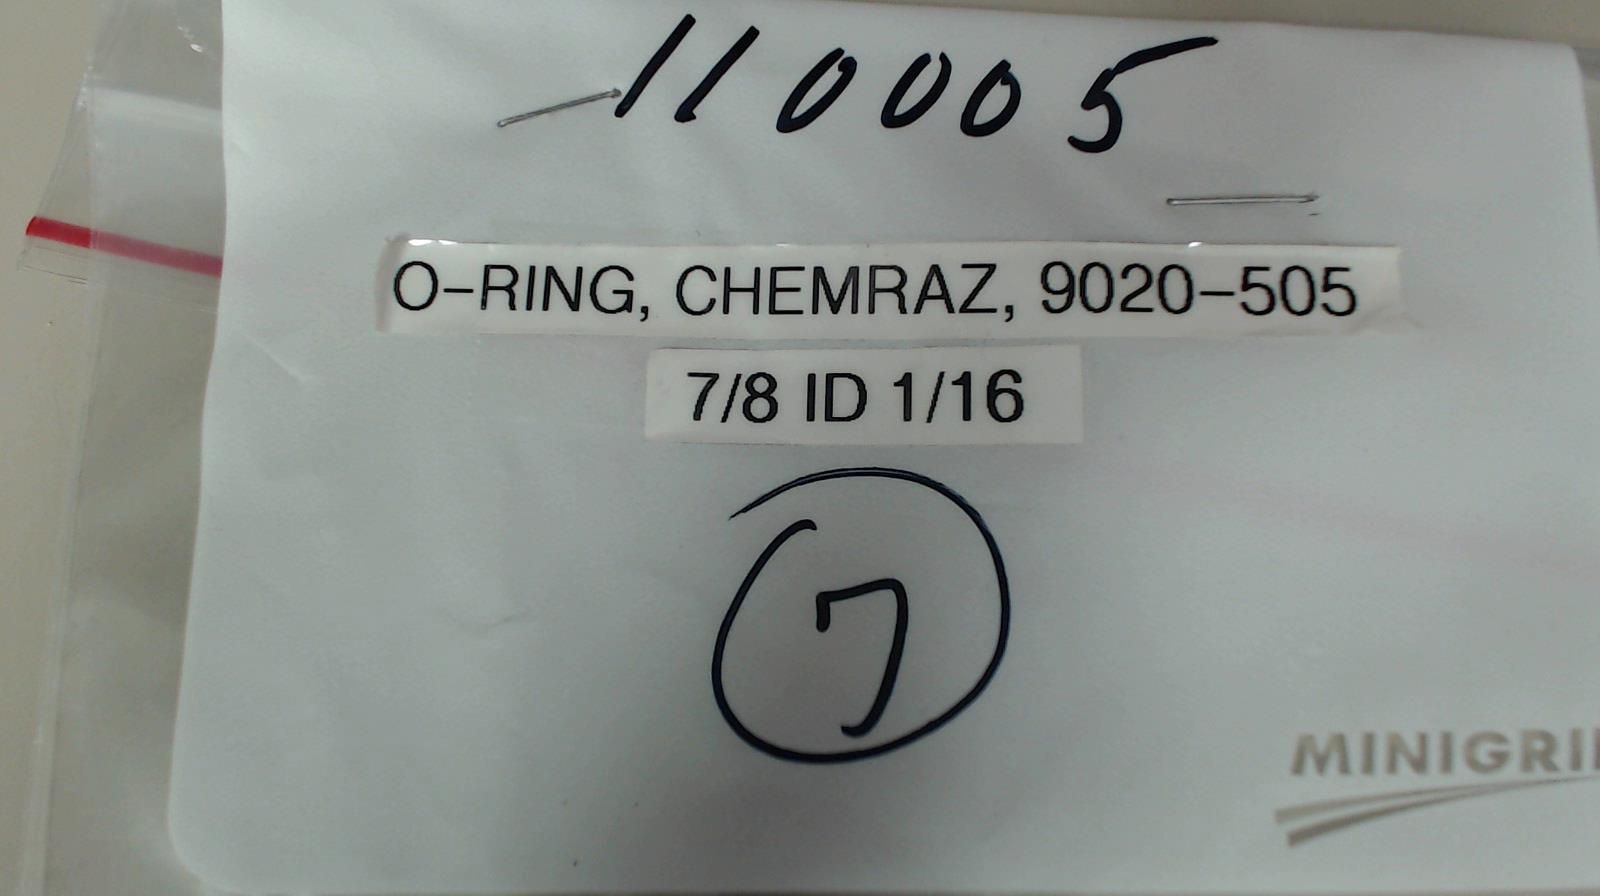 110005
O-RING, CHEMRAZ, 9020-505
7/8 ID 1/16
7
MINIGRI